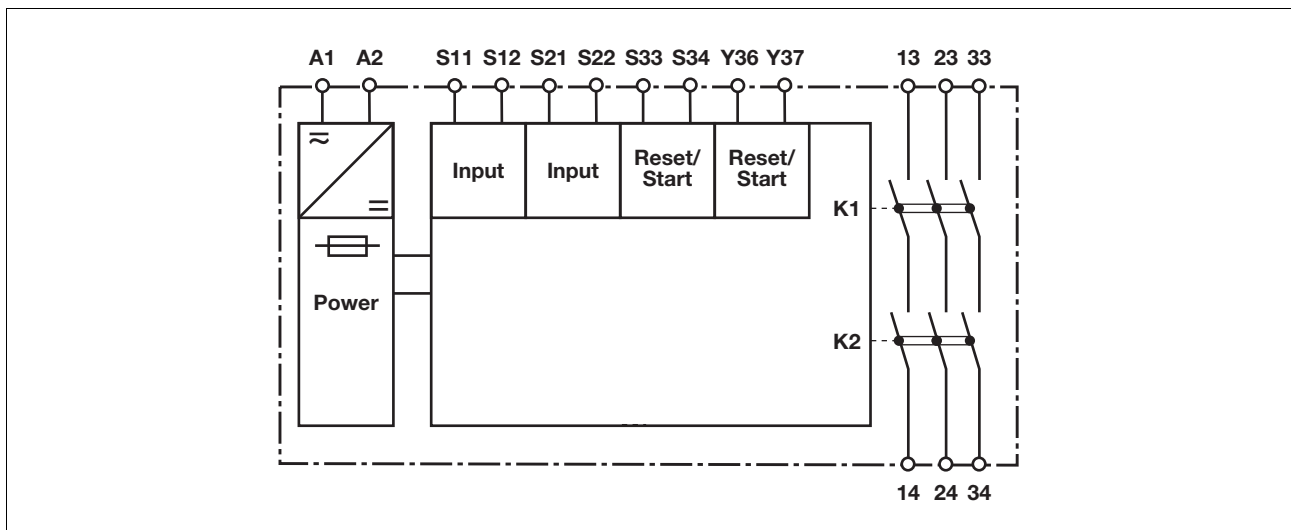 A1 A2 S11 S12 S21 S22 S33 S34 Y36 Y37 13 23 33
Input Input Reset/ Start Reset/ Start
K1
Power
K2
14 24 34